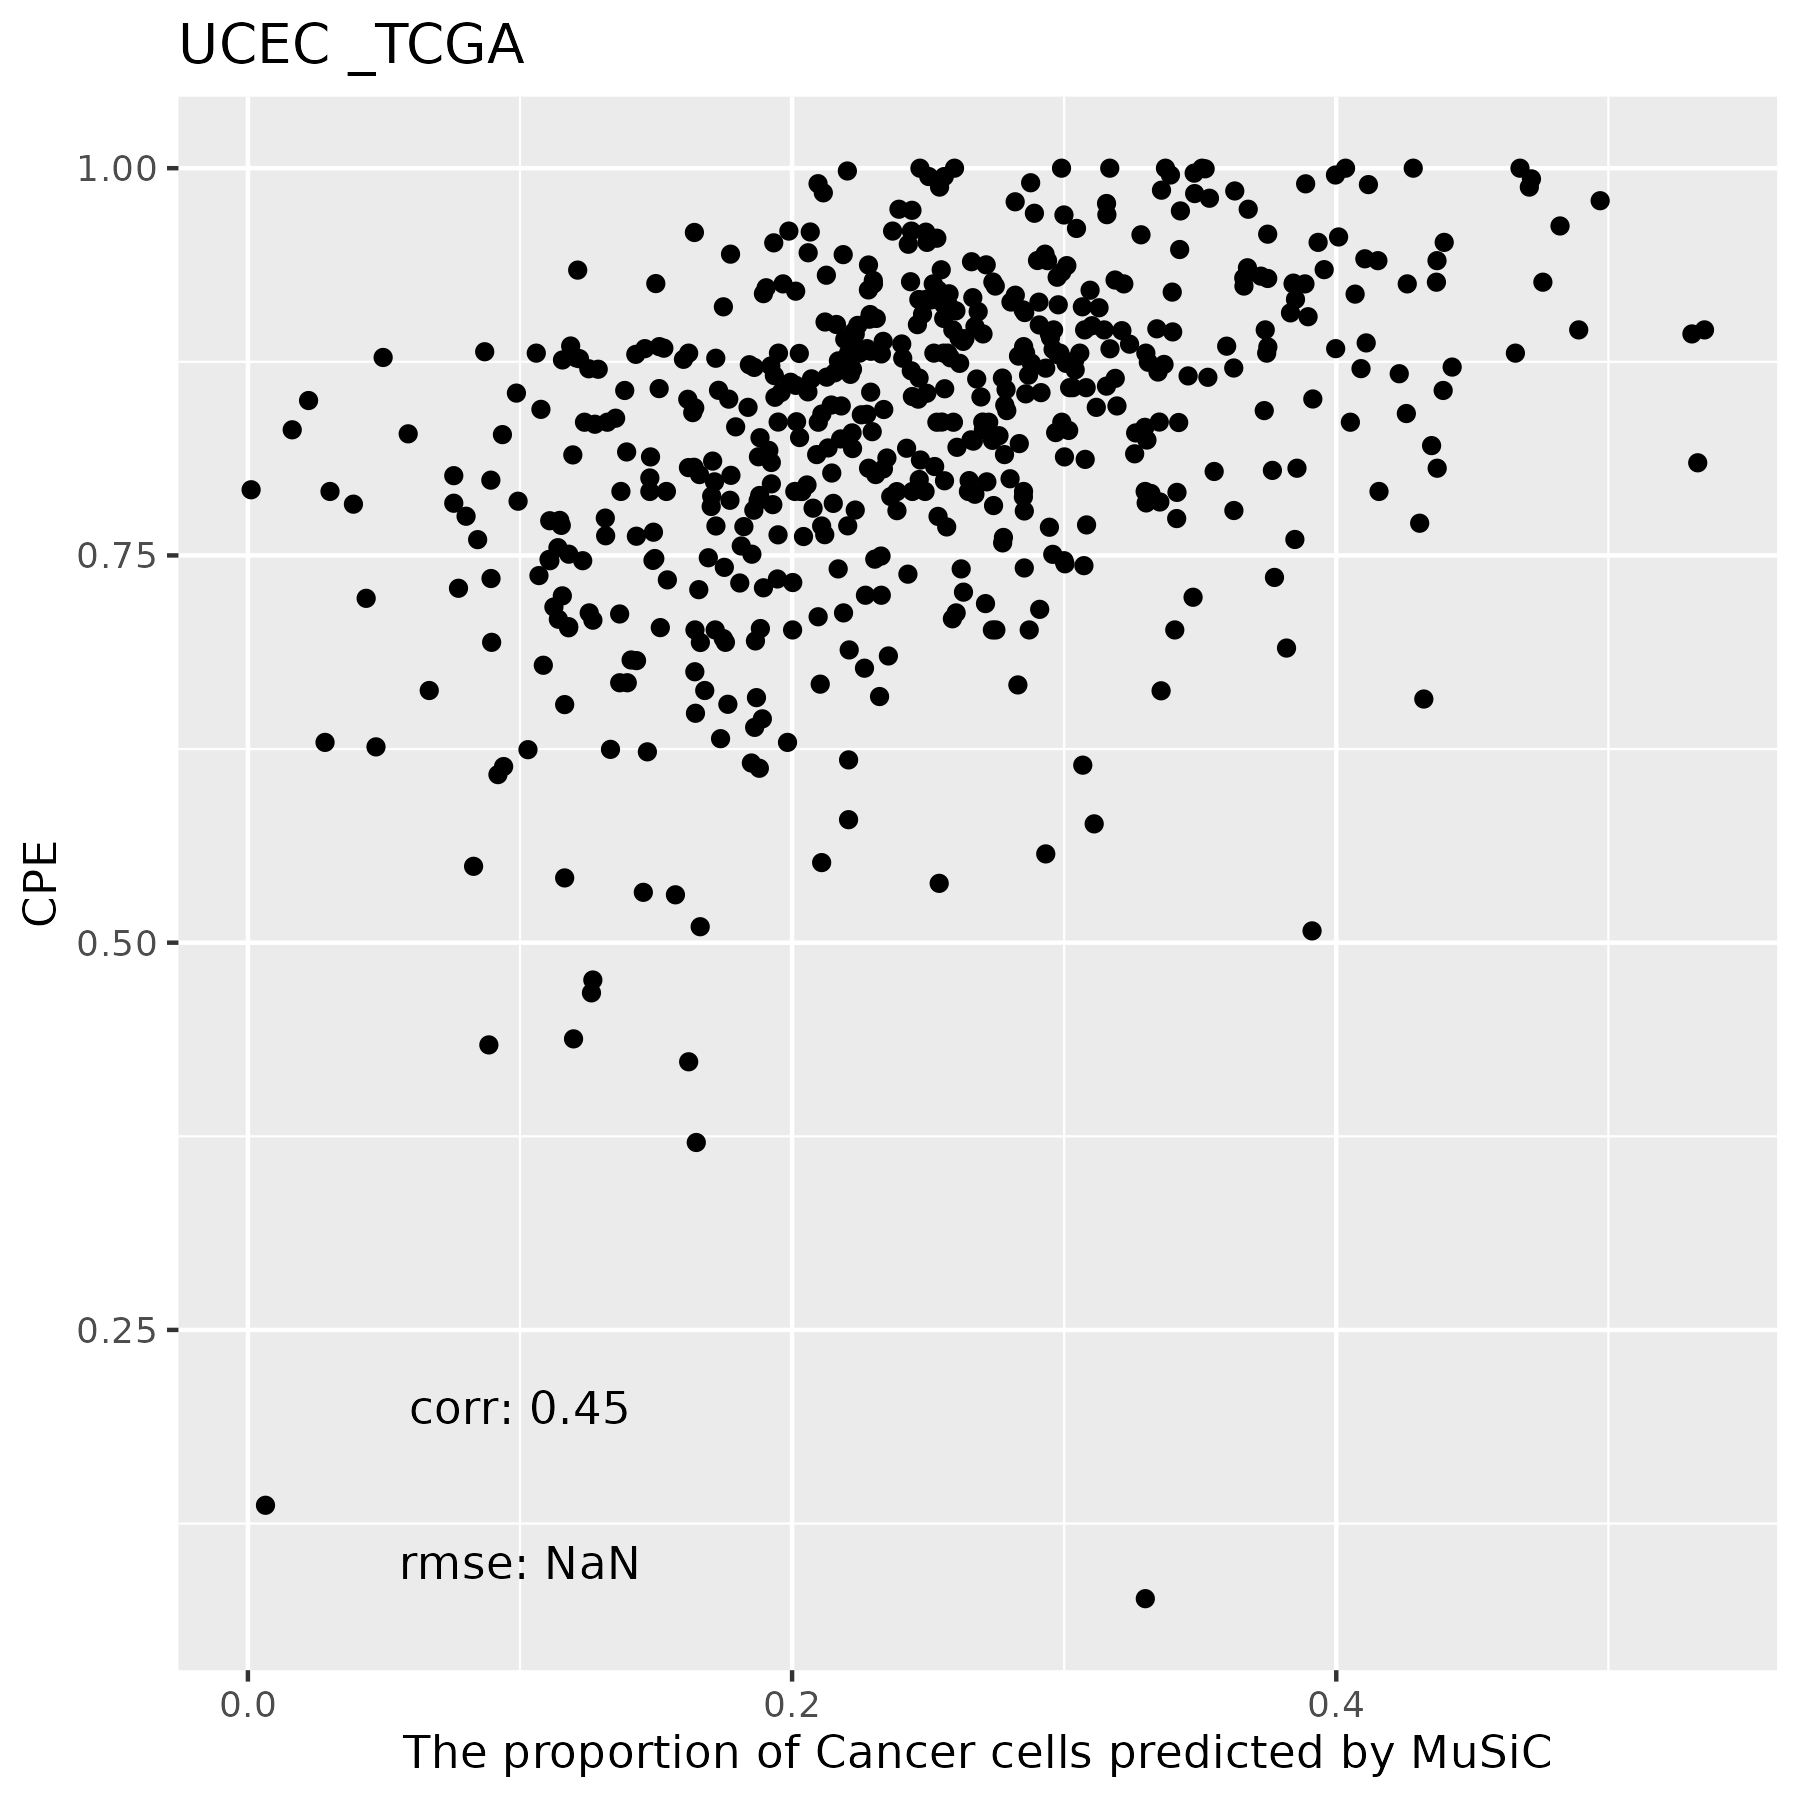 UCEC _TCGA
1.00
0.75
0.50
0.25
CPE
corr: 0.45
rmse: NaN
0.0 0.2 0.4
The proportion of Cancer cells predicted by MuSiC